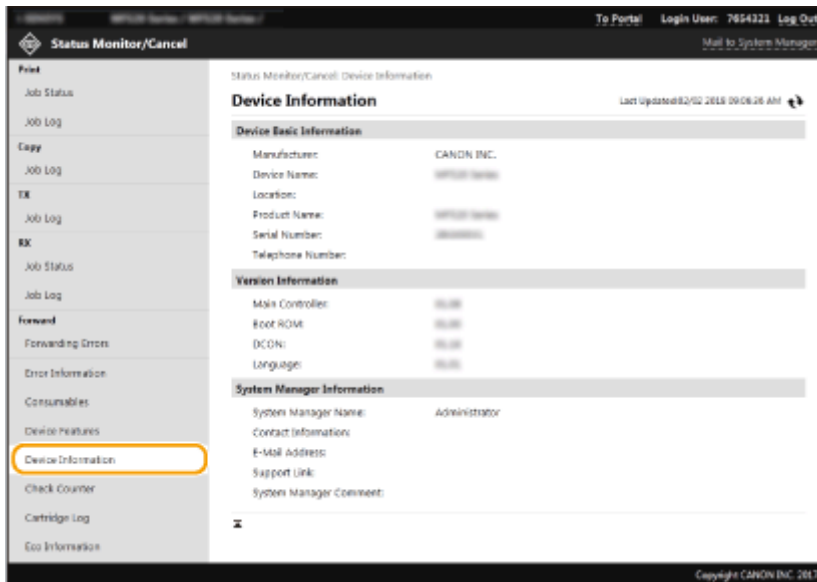 To Portal Login User: 7654321 Log Out
Status Monitor/Cancel
Mail to System Manager
Print
Job Status
Job Log
Copy
Job Log
TX
Job Log
RX
Job Status
Job Log
Forward
Forwarding Errors
Error Information
Consumables
Device Features
Device Information
Check Counter
Cartridge Log
Eco Information
Status Monitor/Cancel: Device Information
Device Information
Last Updated:02/02 2016 09:06:26 AM
Device Basic Information
Manufacturer: CANON INC.
Device Name:
Location:
Product Name:
Serial Number:
Telephone Number:
Version Information
Main Controller:
Boot ROM:
DCON:
Language:
System Manager Information
System Manager Name: Administrator
Contact Information:
E-Mail Address:
Support Link:
System Manager Comment:
Copyright CANON INC. 2017